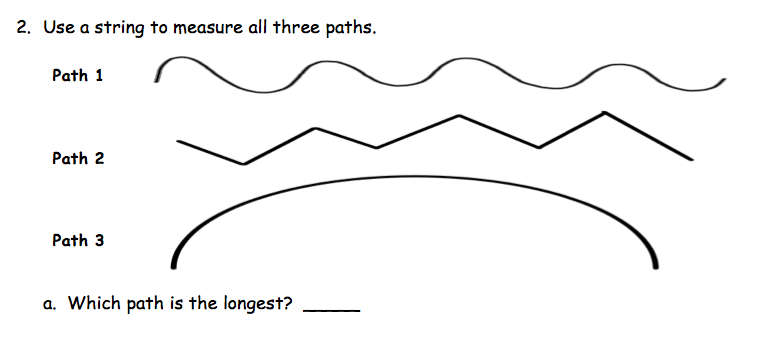 2. Use a string to measure all three paths.
Path 1
Path 2
Path 3
a. Which path is the longest? ______